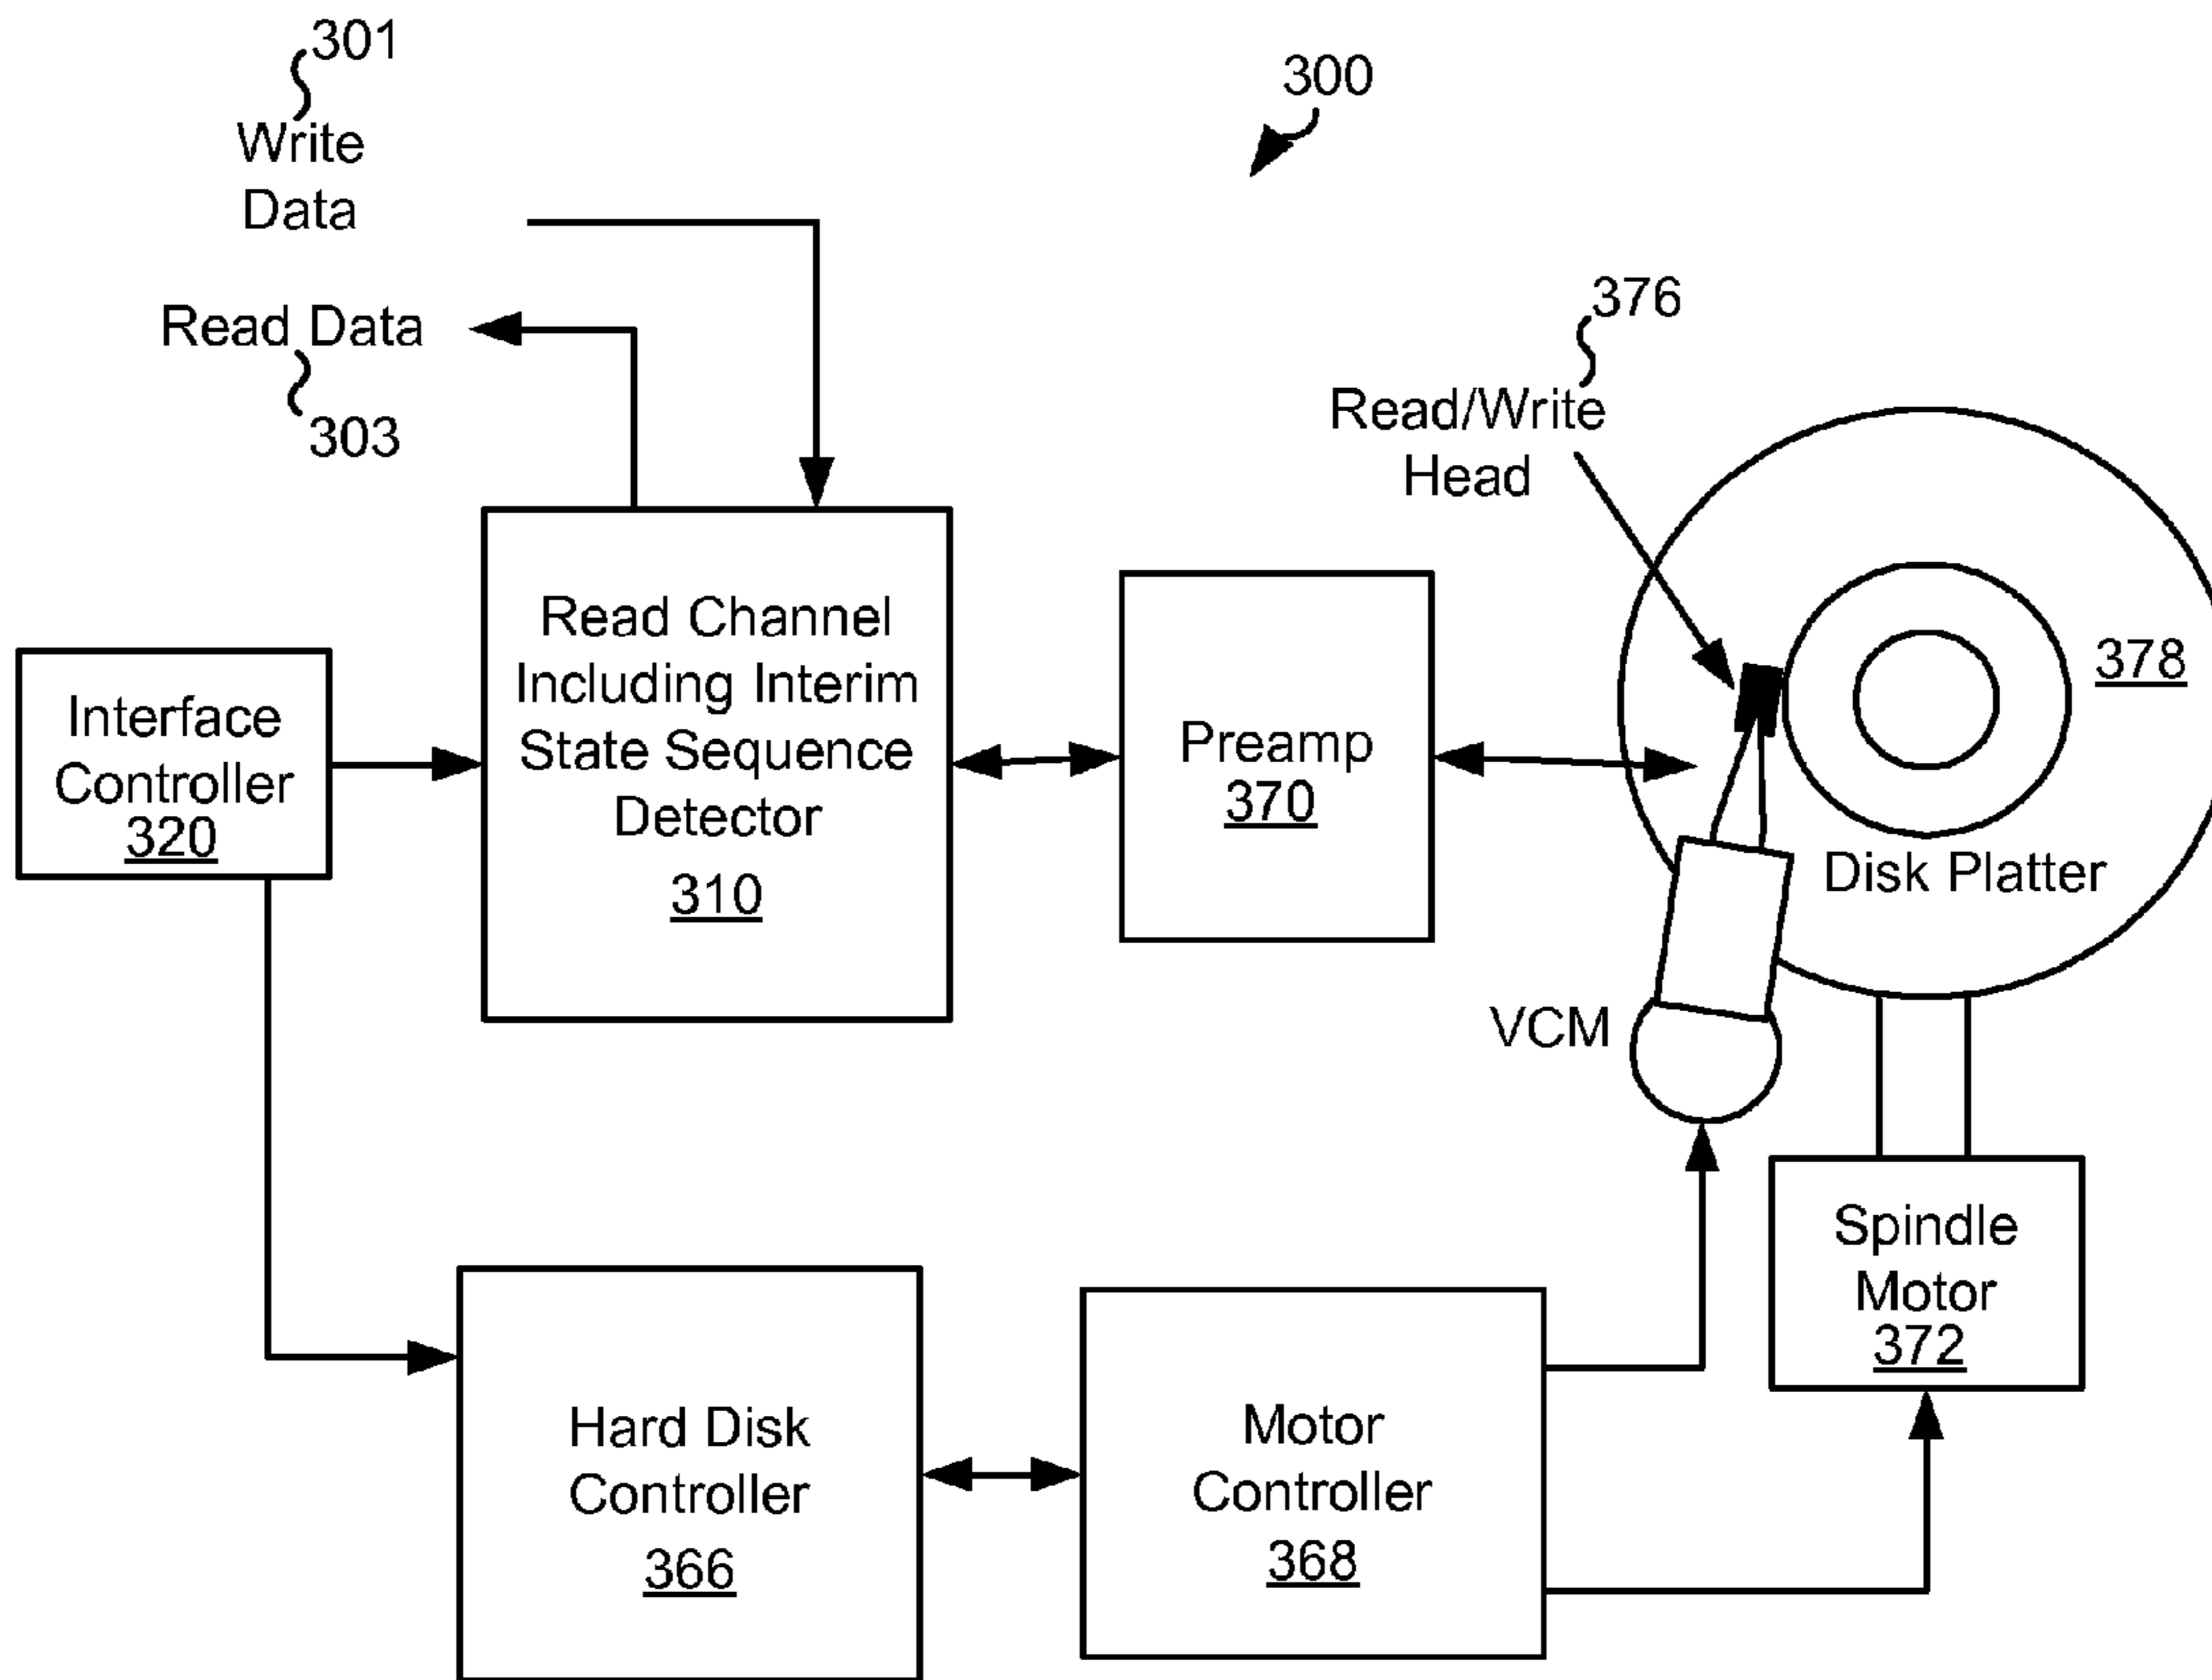 301
Write
Data
300
Read Data
303
376
Read/Write
Head
Read Channel
Including Interim
State Sequence
Detector
310
Interface
Controller
320
Preamp
370
378
Disk Platter
VCM
Spindle
Motor
372
Hard Disk
Controller
366
Motor
Controller
368